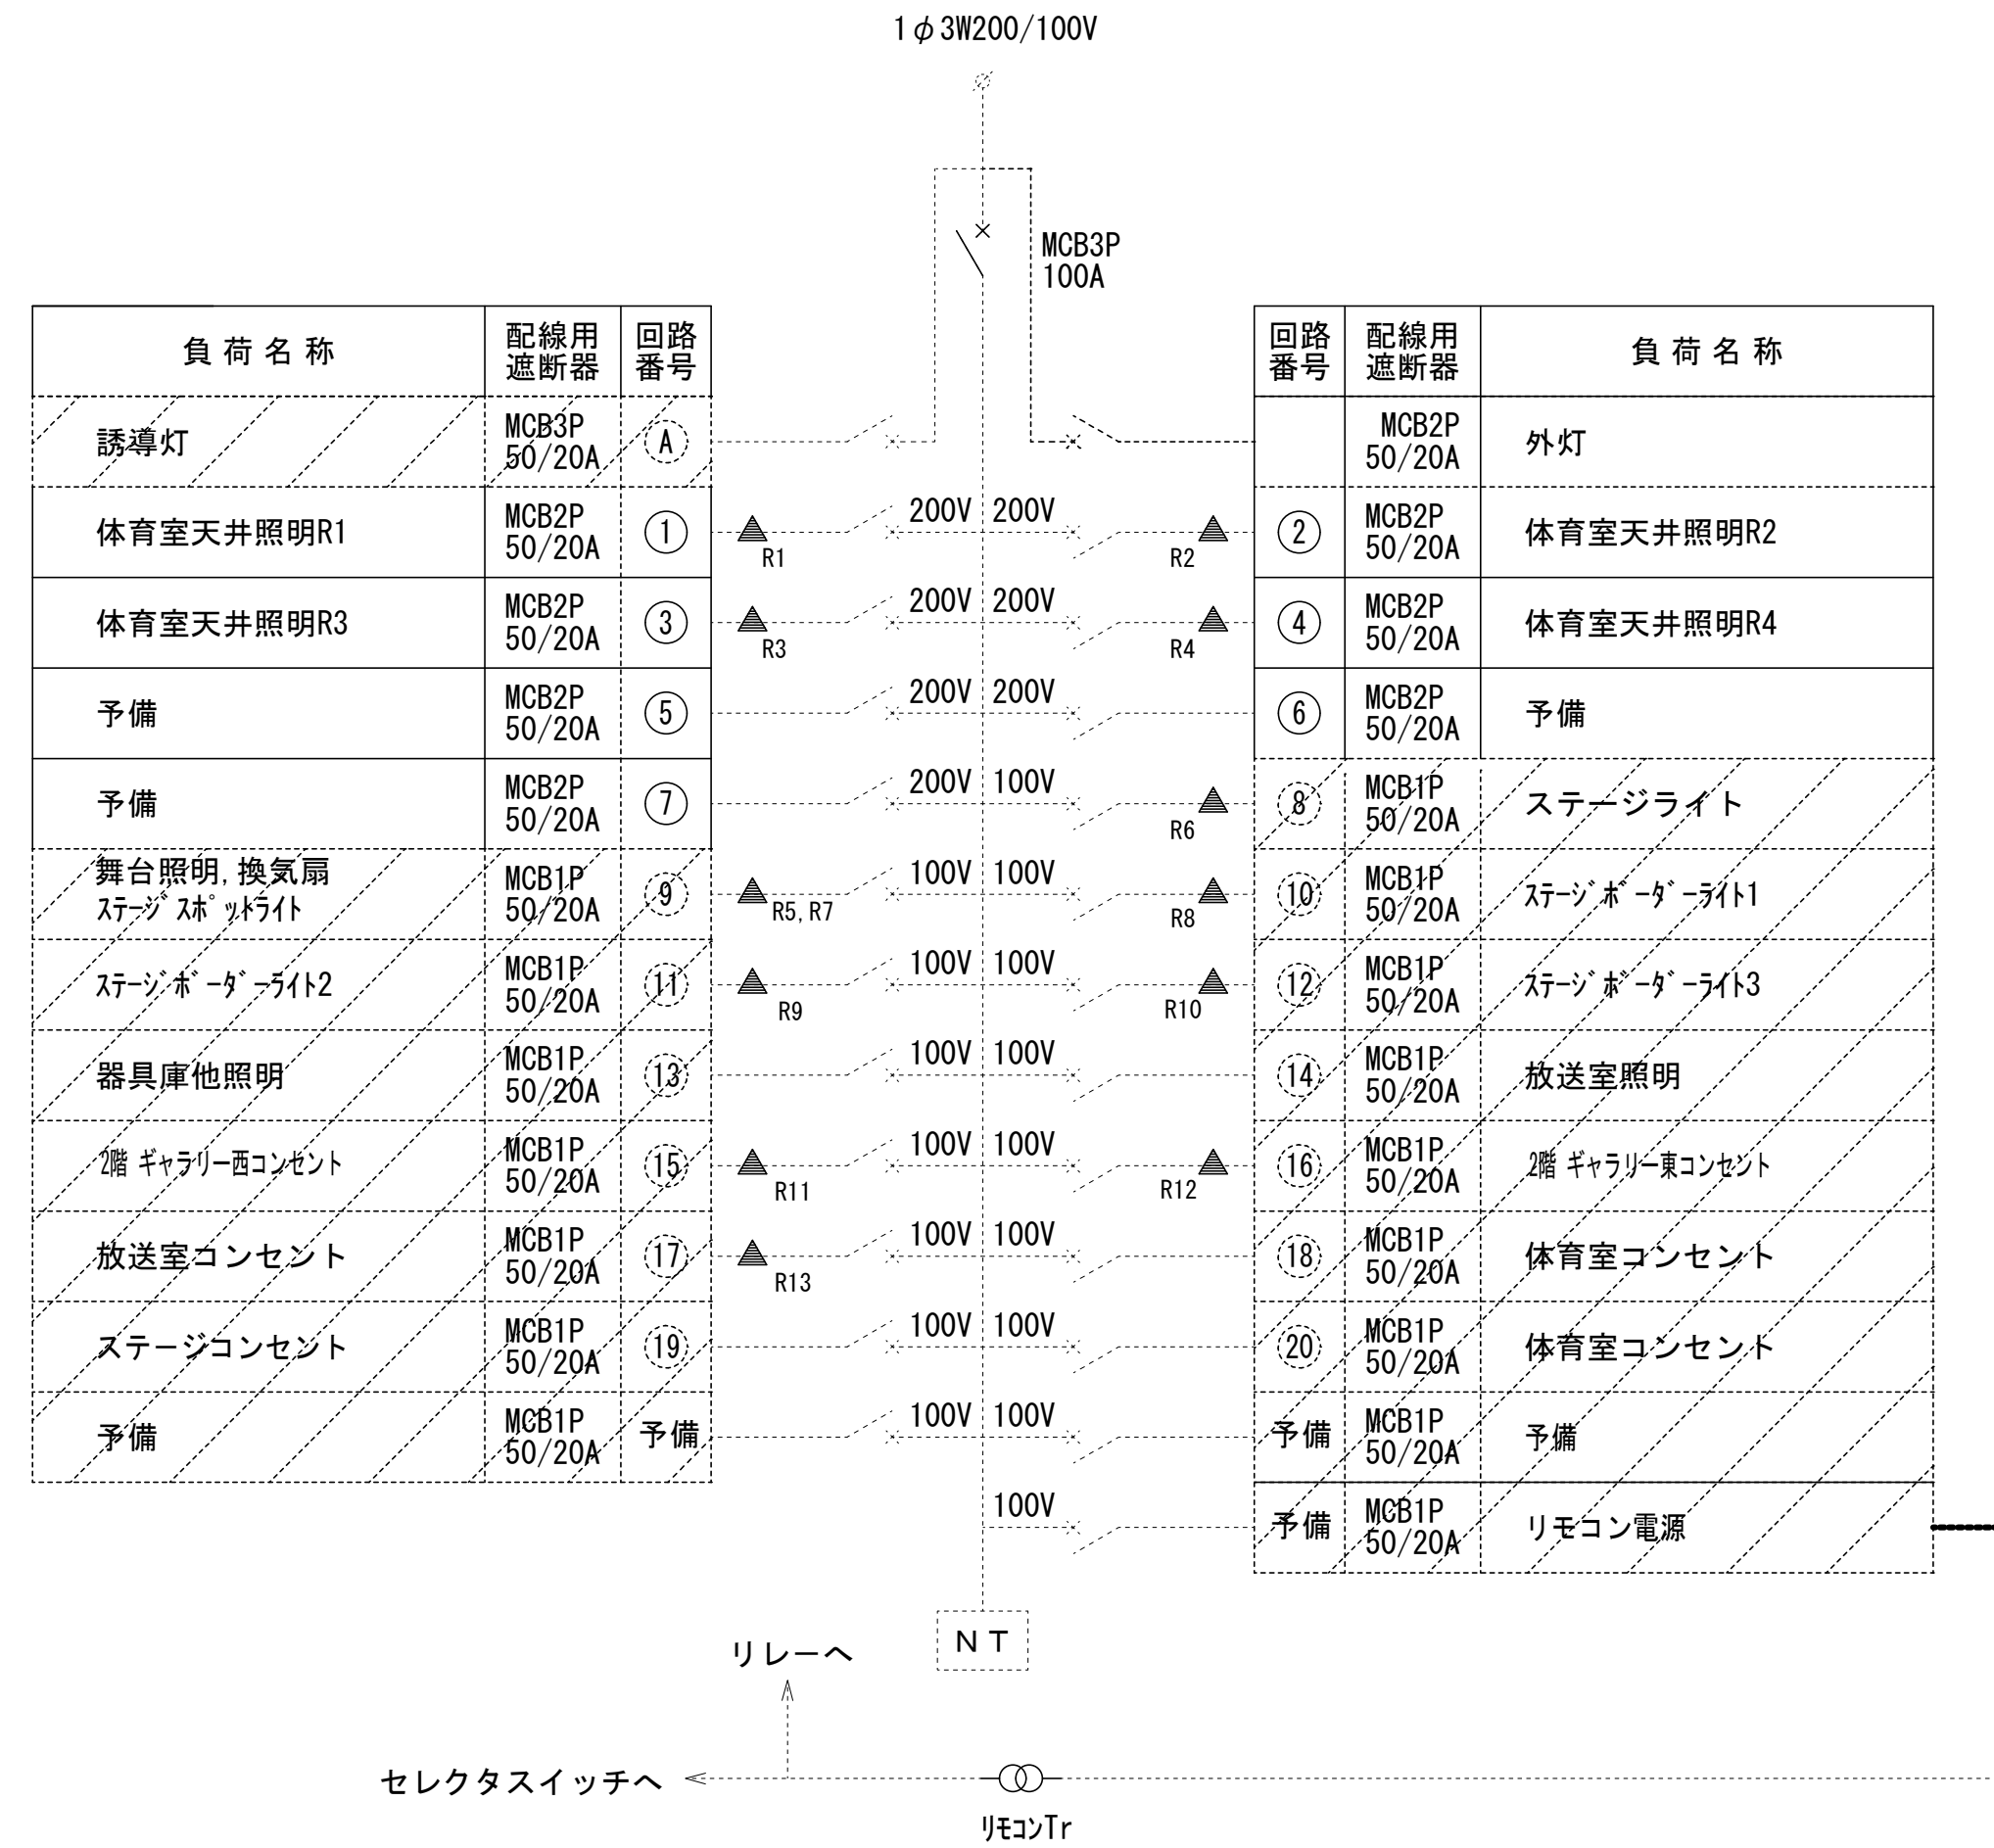 1φ3W200/100V
MCB3P
100A
負荷名称
配線用
遮断器
回路
番号
回路
番号
配線用
遮断器
負荷名称
誘導灯
MCB3P
50/20A
A
MCB2P
50/20A
外灯
体育室天井照明R1
MCB2P
50/20A
1
R1
200V 200V
R2
2
MCB2P
50/20A
体育室天井照明R2
体育室天井照明R3
MCB2P
50/20A
3
R3
200V 200V
R4
4
MCB2P
50/20A
体育室天井照明R4
予備
MCB2P
50/20A
5
200V 200V
6
MCB2P
50/20A
予備
予備
MCB2P
50/20A
7
200V 100V
R6
8
MCB1P
50/20A
ステージライト
舞台照明,換気扇
ステージスポットライト
MCB1P
50/20A
9
R5,R7
100V 100V
R8
10
MCB1P
50/20A
ステージボーダーライト1
ステージボーダーライト2
MCB1P
50/20A
11
R9
100V 100V
R10
12
MCB1P
50/20A
ステージボーダーライト3
器具庫他照明
MCB1P
50/20A
13
100V 100V
14
MCB1P
50/20A
放送室照明
2階 ギャラリー西コンセント
MCB1P
50/20A
15
R11
100V 100V
R12
16
MCB1P
50/20A
2階 ギャラリー東コンセント
放送室コンセント
MCB1P
50/20A
17
R13
100V 100V
18
MCB1P
50/20A
体育室コンセント
ステージコンセント
MCB1P
50/20A
19
100V 100V
20
MCB1P
50/20A
体育室コンセント
予備
MCB1P
50/20A
予備
100V 100V
予備
MCB1P
50/20A
予備
100V
予備
MCB1P
50/20A
リモコン電源
NT
リレーへ
セレクタスイッチへ
リモコンTr